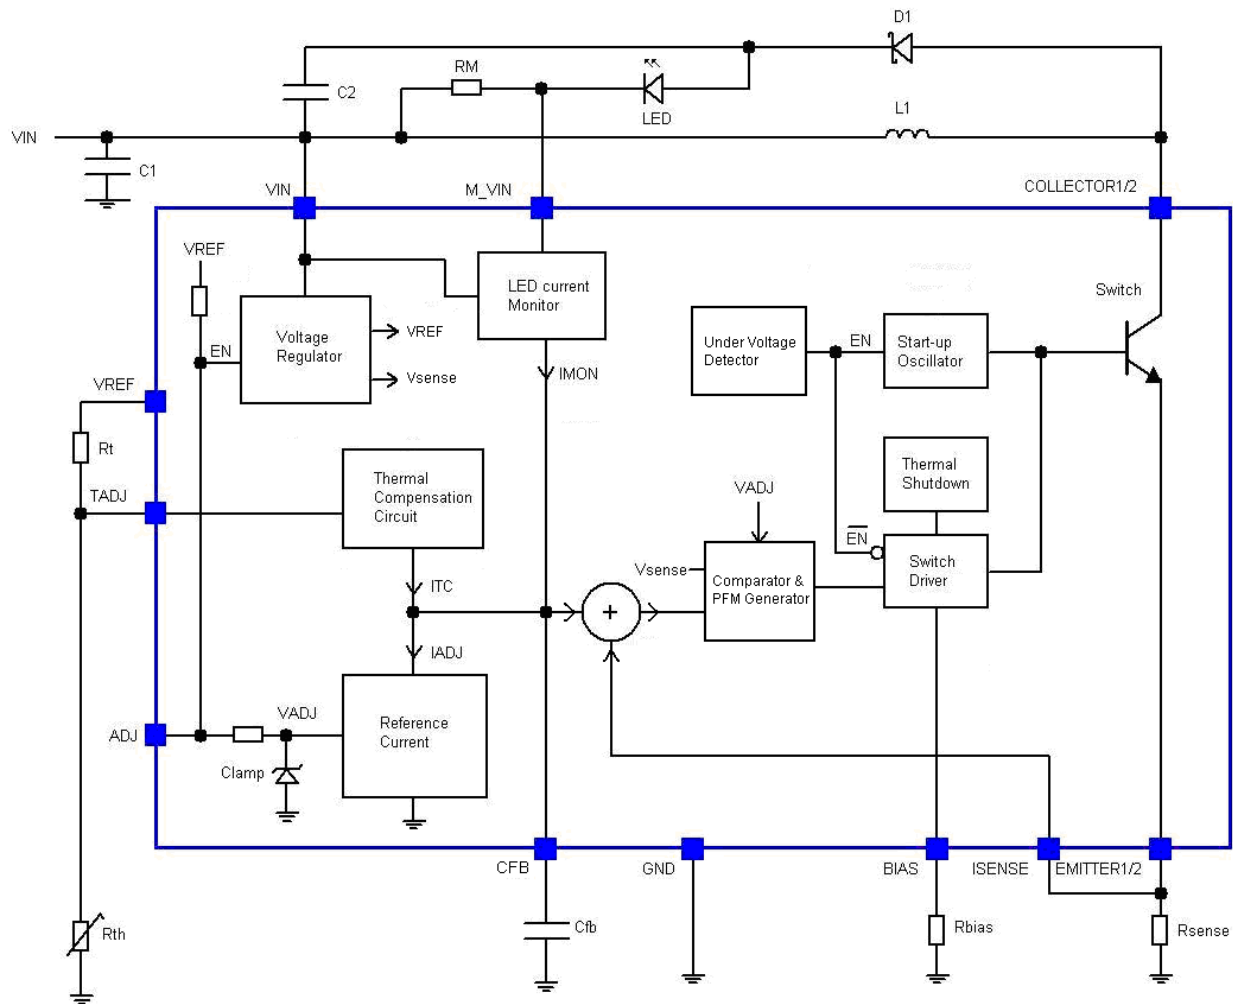 D1
RM
C2
LED
L1
VIN
C1
VIN
M_VIN
COLLECTOR1/2
VREF
LED current
Monitor
Switch
Voltage
Regulator
VREF
EN
Vsense
IMON
Under Voltage
Detector
EN
Start-up
Oscillator
VREF
Rt
TADJ
Thermal
Compensation
Circuit
Thermal
Shutdown
VADJ
EN
Vsense
Comparator &
PFM Generator
Switch
Driver
ITC
+
IADJ
VADJ
ADJ
Reference
Current
Clamp
CFB
GND
BIAS
ISENSE
EMITTER1/2
Rth
Cfb
Rbias
Rsense